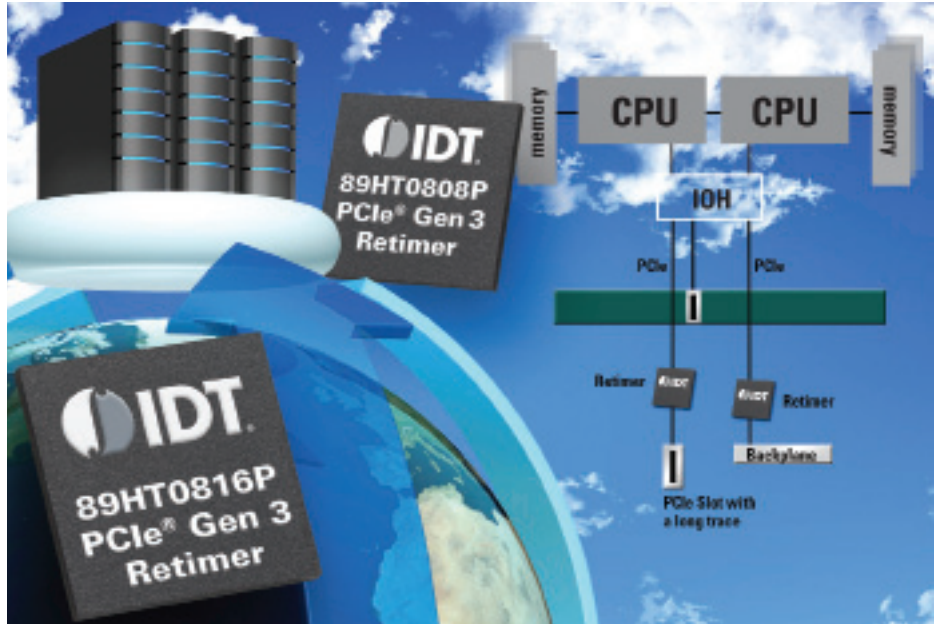 IDT.
89HT0808P
PCIe® Gen 3
Retimer
IDT.
89HT0816P
PCIe® Gen 3
Retimer
memory
CPU
CPU
memory
IOH
PCIe
PCIe
Retimer
IDT
IDT
Retimer
Backplane
PCIe Slot with
a long trace